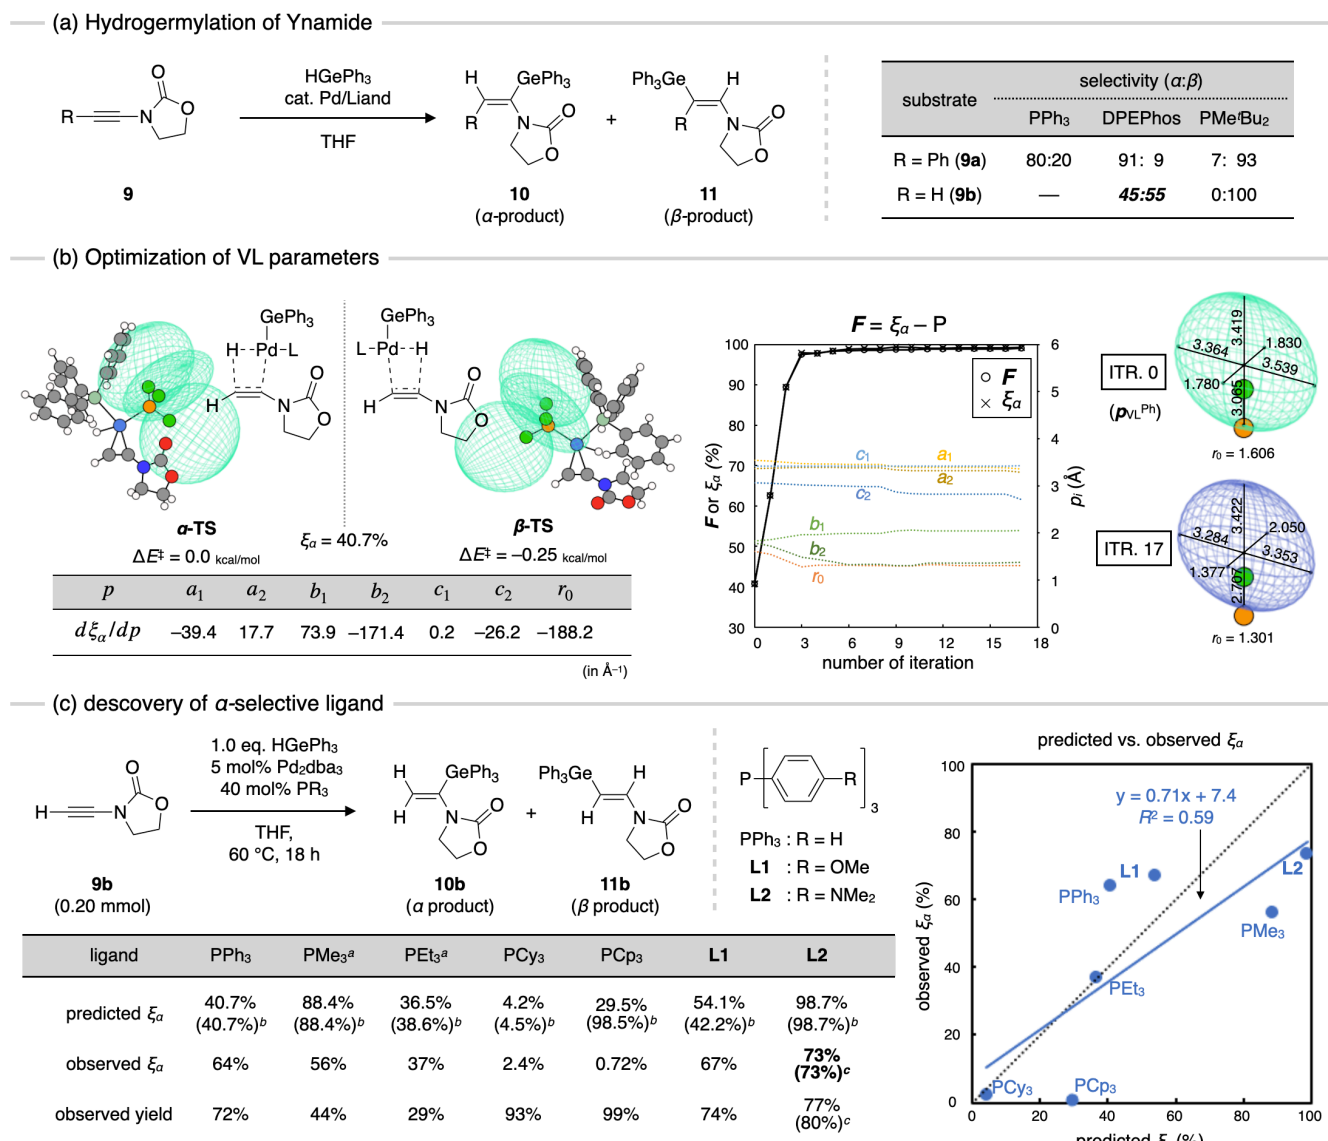 (a) Hydrogermylation of Ynamide
R
N
O
O
9
HGePh3
cat. Pd/Liand
THF
H
GePh3
R
N
O
O
10
(α-product)
+
Ph3Ge
H
R
N
O
O
11
(β-product)
substrate
selectivity (α:β)
PPh3 DPEPhos PMe^tBu2
R = Ph (9a) 80:20 91: 9 7: 93
R = H (9b) — 45:55 0:100
(b) Optimization of VL parameters
GePh3
H--Pd–L
H
N
O
O
GePh3
L–Pd--H
H
N
O
O
α-TS
ΔE‡ = 0.0 kcal/mol
ξα = 40.7%
β-TS
ΔE‡ = –0.25 kcal/mol
p a1 a2 b1 b2 c1 c2 r0
dξα/dp –39.4 17.7 73.9 –171.4 0.2 –26.2 –188.2
(in Å–1)
F = ξα – P
F or ξα (%)
100
90
80
70
60
50
40
30
F
ξα
c1
a1
a2
c2
b1
b2
r0
6
5
4
3
2
1
0
pi (Å)
0 3 6 9 12 15 18
number of iteration
ITR. 0
(pVL^Ph)
3.419
3.364
1.830
3.539
1.780
3.065
r0 = 1.606
ITR. 17
3.422
3.284
2.050
3.353
1.377
2.707
r0 = 1.301
(c) descovery of α-selective ligand
H
N
O
O
9b
(0.20 mmol)
1.0 eq. HGePh3
5 mol% Pd2dba3
40 mol% PR3
THF,
60 °C, 18 h
H
GePh3
H
N
O
O
10b
(α product)
+
Ph3Ge
H
H
N
O
O
11b
(β product)
P
R
3
PPh3 : R = H
L1 : R = OMe
L2 : R = NMe2
ligand PPh3 PMe3^a PEt3^a PCy3 PCp3 L1 L2
predicted ξα 40.7% 88.4% 36.5% 4.2% 29.5% 54.1% 98.7%
(40.7%)^b (88.4%)^b (38.6%)^b (4.5%)^b (98.5%)^b (42.2%)^b (98.7%)^b
observed ξα 64% 56% 37% 2.4% 0.72% 67% 73%
(73%)^c
observed yield 72% 44% 29% 93% 99% 74% 77%
(80%)^c
predicted vs. observed ξα
observed ξα (%)
100
80
60
40
20
0
y = 0.71x + 7.4
R2 = 0.59
L1
PPh3
L2
PMe3
PEt3
PCy3
PCp3
0 20 40 60 80 100